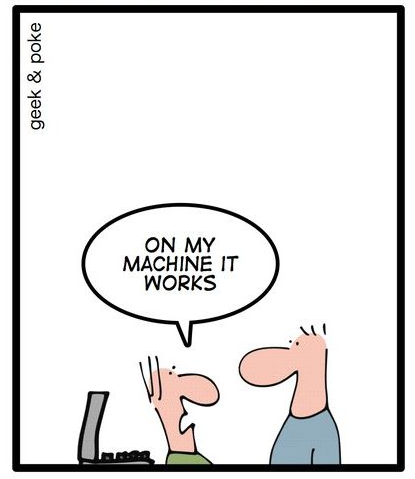 geek & poke
ON MY
MACHINE IT
WORKS